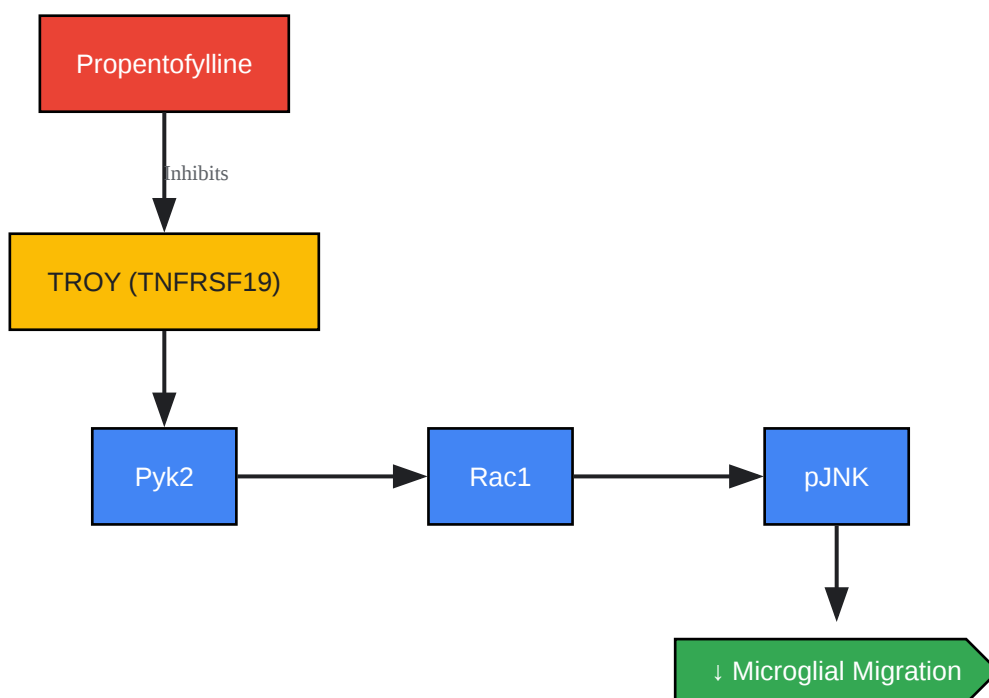 Propentofylline
Inhibits
TROY (TNFRSF19)
Pyk2
Rac1
pJNK
↓ Microglial Migration